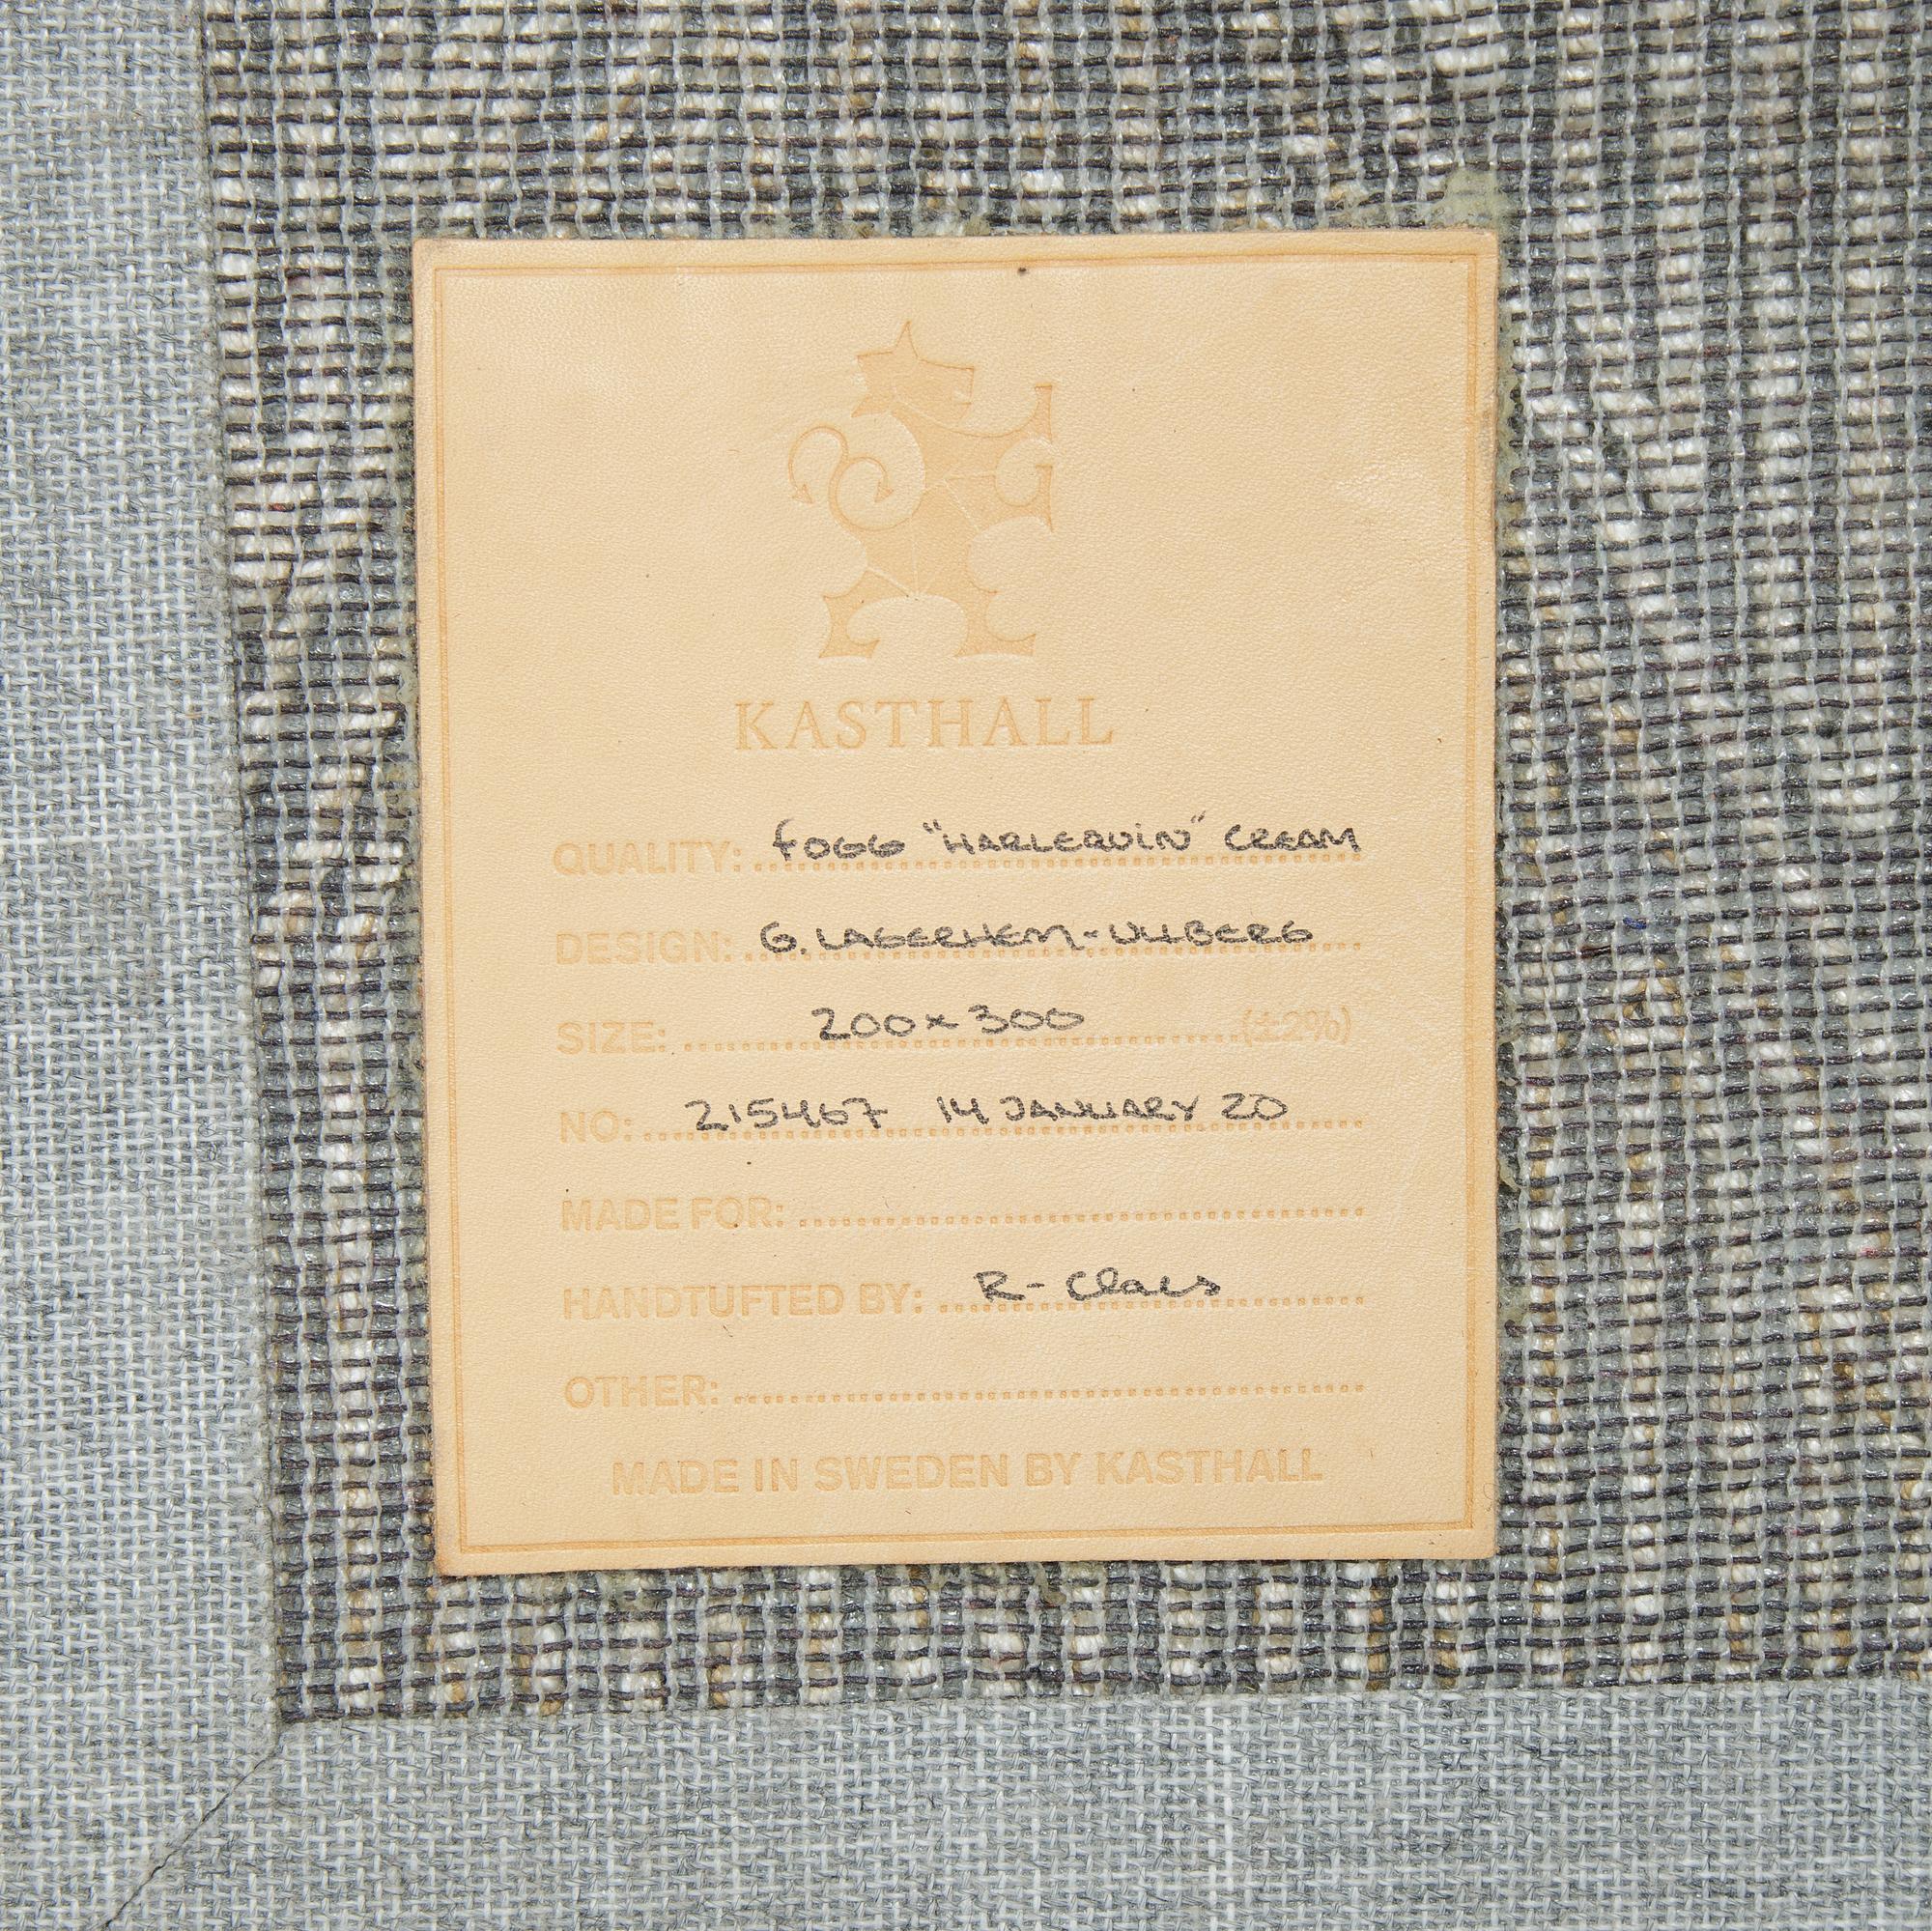 KASTHALL
QUALITY: FOGG "HARLEQUIN" CREAM
DESIGN: G. LAGERHEM-ULLBERG
SIZE: 200x300 (±2%)
NO: 215467 14 JANUARY 20
MADE FOR:
HANDTUFTED BY: R- Claes
OTHER:
MADE IN SWEDEN BY KASTHALL